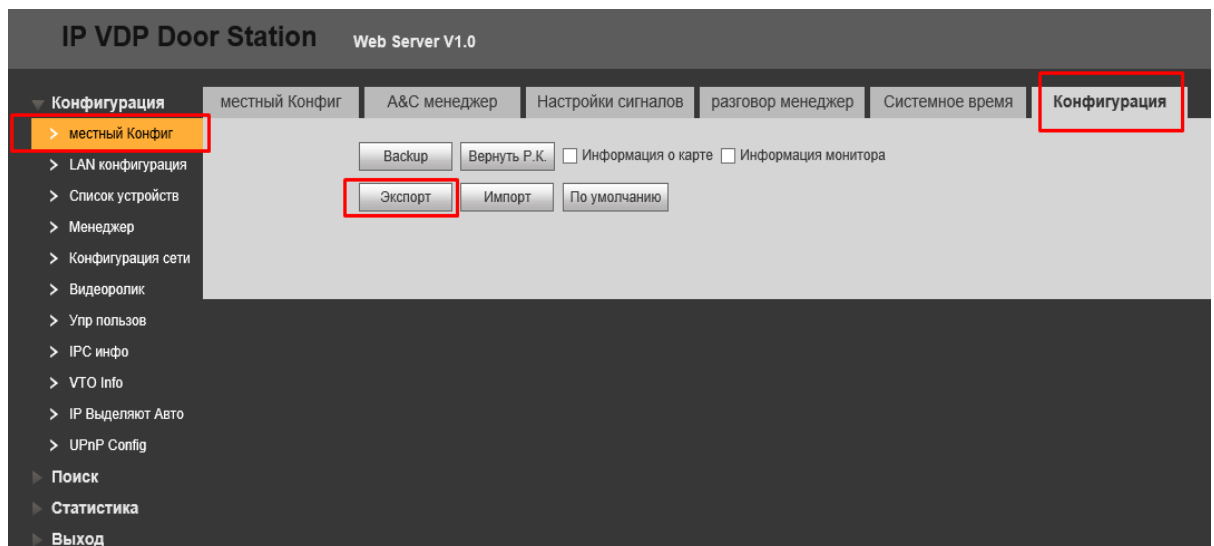 IP VDP Door Station Web Server V1.0
Конфигурация
местный Конфиг
LAN конфигурация
Список устройств
Менеджер
Конфигурация сети
Видеоролик
Упр пользов
IPC инфо
VTO Info
IP Выделяют Авто
UPnP Config
Поиск
Статистика
Выход
местный Конфиг A&C менеджер Настройки сигналов разговор менеджер Системное время Конфигурация
Backup Вернуть Р.К. Информация о карте Информация монитора
Экспорт Импорт По умолчанию